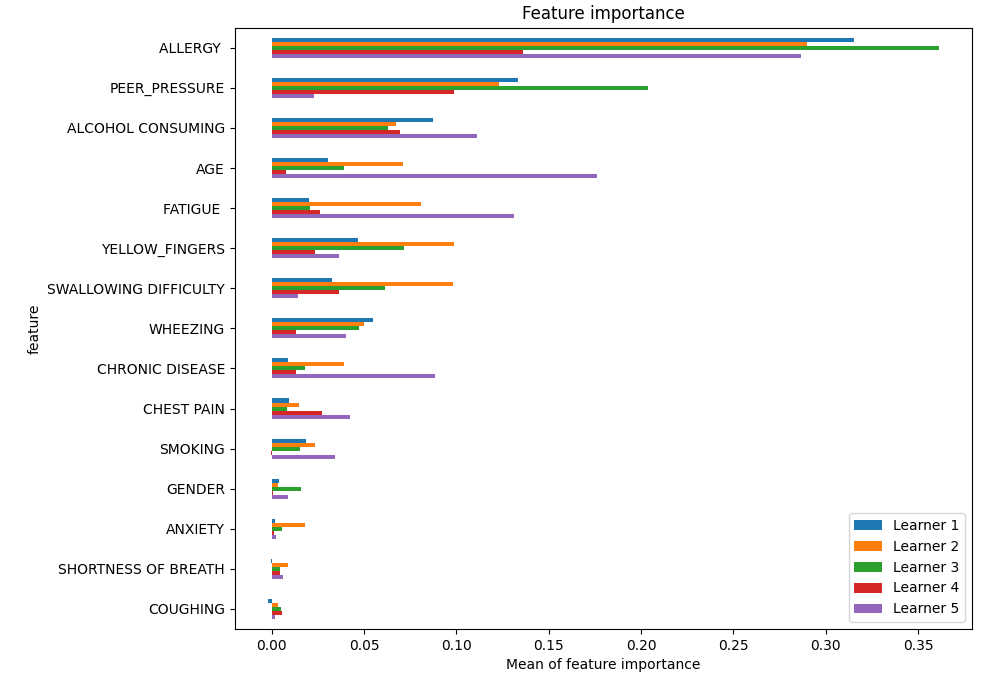 Feature importance
ALLERGY
PEER_PRESSURE
ALCOHOL CONSUMING
AGE
FATIGUE
YELLOW_FINGERS
SWALLOWING DIFFICULTY
WHEEZING
CHRONIC DISEASE
CHEST PAIN
SMOKING
GENDER
ANXIETY
SHORTNESS OF BREATH
COUGHING
feature
Learner 1
Learner 2
Learner 3
Learner 4
Learner 5
0.00 0.05 0.10 0.15 0.20 0.25 0.30 0.35
Mean of feature importance